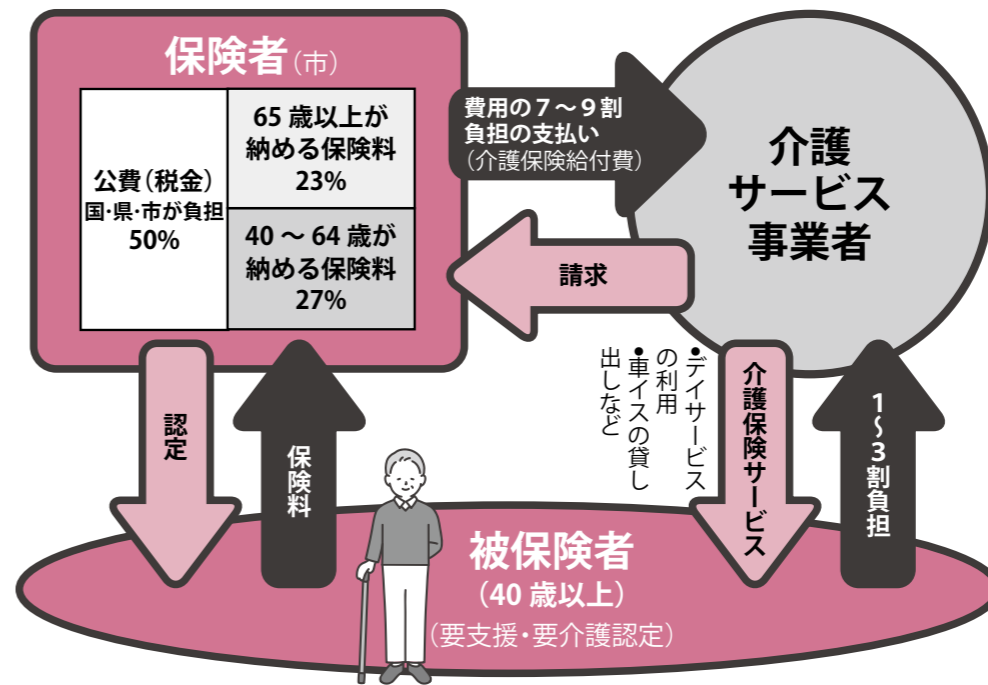 保険者（市）
公費（税金）
国・県・市が負担
50%
65 歳以上が
納める保険料
23%
40 ～ 64 歳が
納める保険料
27%
費用の７～９割
負担の支払い
（介護保険給付費）
介護
サービス
事業者
請求
認定
保険料
●デイサービス
の利用
●車イスの貸し
出しなど
介護保険サービス
１～３割負担
被保険者
（40 歳以上）
（要支援・要介護認定）